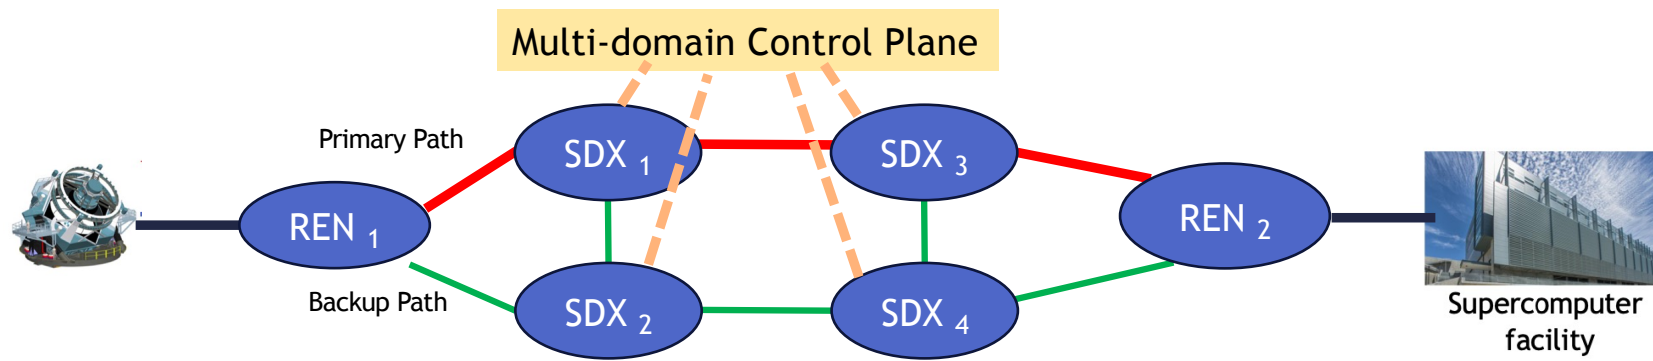 Multi-domain Control Plane
Primary Path
SDX 1
SDX 3
REN 1
REN 2
Backup Path
SDX 2
SDX 4
Supercomputer
facility